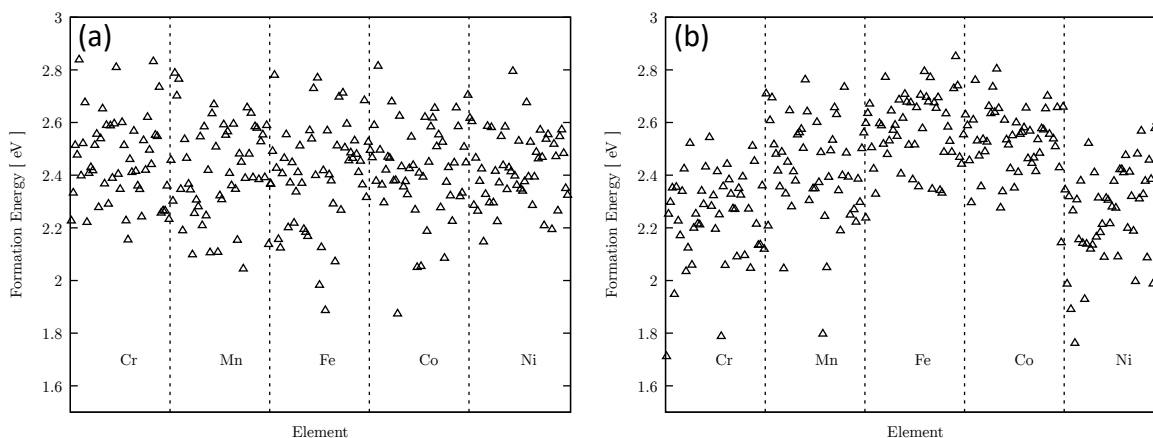 (a)
Formation Energy [ eV ]
3
2.8
2.6
2.4
2.2
2
1.8
1.6
Cr Mn Fe Co Ni
Element
(b)
Formation Energy [ eV ]
3
2.8
2.6
2.4
2.2
2
1.8
1.6
Cr Mn Fe Co Ni
Element